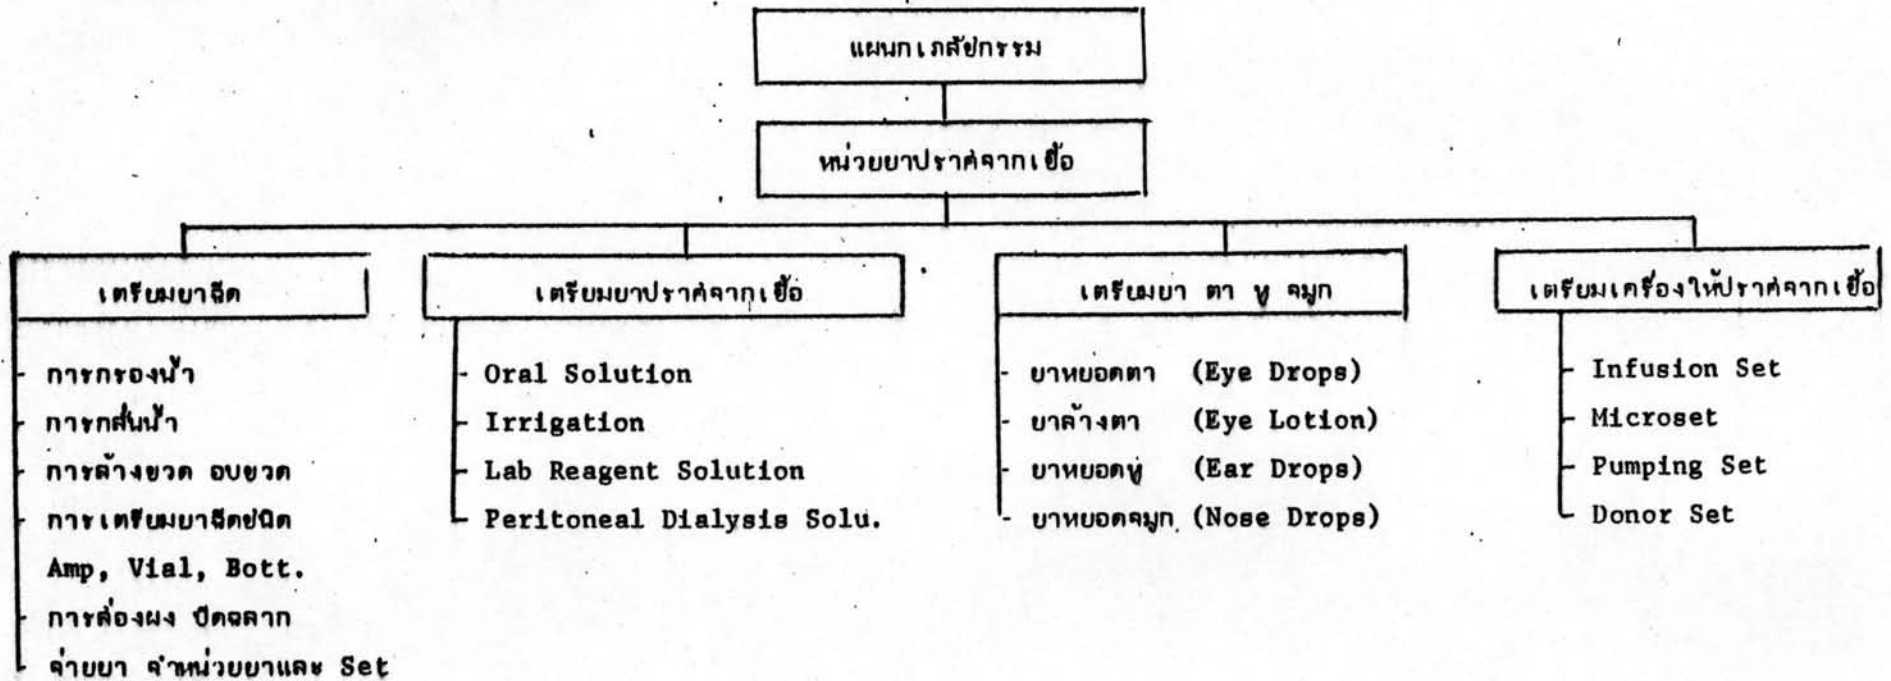 แผนกเภสัชกรรม
หน่วยยาปราศจากเชื้อ
เตรียมยาฉีด
- การกรองน้ำ
- การกลั่นน้ำ
- การล้างขวด อบขวด
- การเตรียมยาฉีดชนิด
Amp, Vial, Bott.
- การส่องผง ปิดฉลาก
- จ่ายยา จำหน่วยยาและ Set
เตรียมยาปราศจากเชื้อ
- Oral Solution
- Irrigation
- Lab Reagent Solution
- Peritoneal Dialysis Solu.
เตรียมยา ตา หู จมูก
- ยาหยอดตา (Eye Drops)
- ยาล้างตา (Eye Lotion)
- ยาหยอดหู (Ear Drops)
- ยาหยอดจมูก (Nose Drops)
เตรียมเครื่องให้ปราศจากเชื้อ
- Infusion Set
- Microset
- Pumping Set
- Donor Set